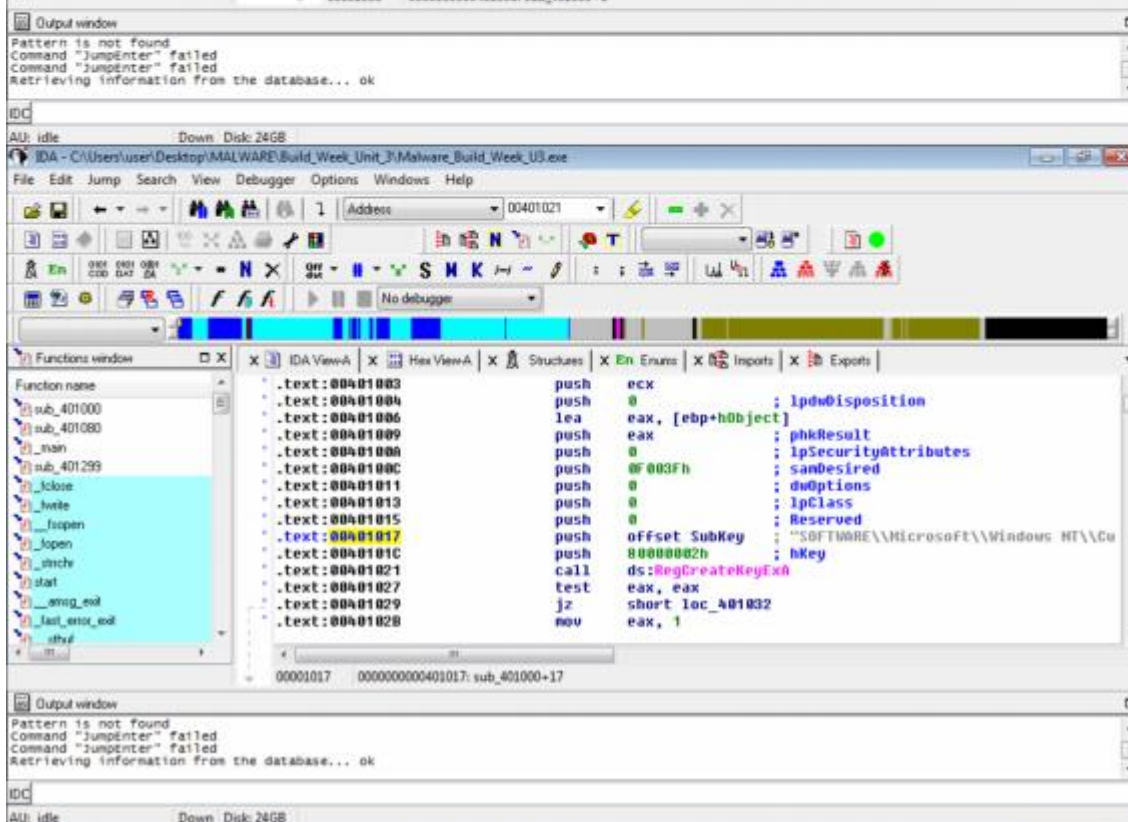 Output window
Pattern is not found
Command "JumpEnter" failed
Command "JumpEnter" failed
Retrieving information from the database... ok
IDC
AU: idle Down Disk: 24GB
IDA - C:\Users\user\Desktop\MALWARE\Build_Week_Unit_3\Malware_Build_Week_U3.exe
File Edit Jump Search View Debugger Options Windows Help
Address 00401021
No debugger
Functions window
IDA View-A Hex View-A Structures En Enums Imports Exports
Function name
sub_401000
sub_401080
_main
sub_401299
_fclose
_fwrite
__fsopen
_fopen
_strrchr
start
__amsg_exit
_fast_error_exit
.text:00401003 push ecx
.text:00401004 push 0 ; lpdwDisposition
.text:00401006 lea eax, [ebp+hObject]
.text:00401009 push eax ; phkResult
.text:0040100A push 0 ; lpSecurityAttributes
.text:0040100C push 0F003Fh ; samDesired
.text:00401011 push 0 ; dwOptions
.text:00401013 push 0 ; lpClass
.text:00401015 push 0 ; Reserved
.text:00401017 push offset SubKey ; "SOFTWARE\\Microsoft\\Windows NT\\Cu
.text:0040101C push 80000002h ; hKey
.text:00401021 call ds:RegCreateKeyExA
.text:00401027 test eax, eax
.text:00401029 jz short loc_401032
.text:0040102B mov eax, 1
00001017 0000000000401017: sub_401000+17
Output window
Pattern is not found
Command "JumpEnter" failed
Command "JumpEnter" failed
Retrieving information from the database... ok
IDC
AU: idle Down Disk: 24GB